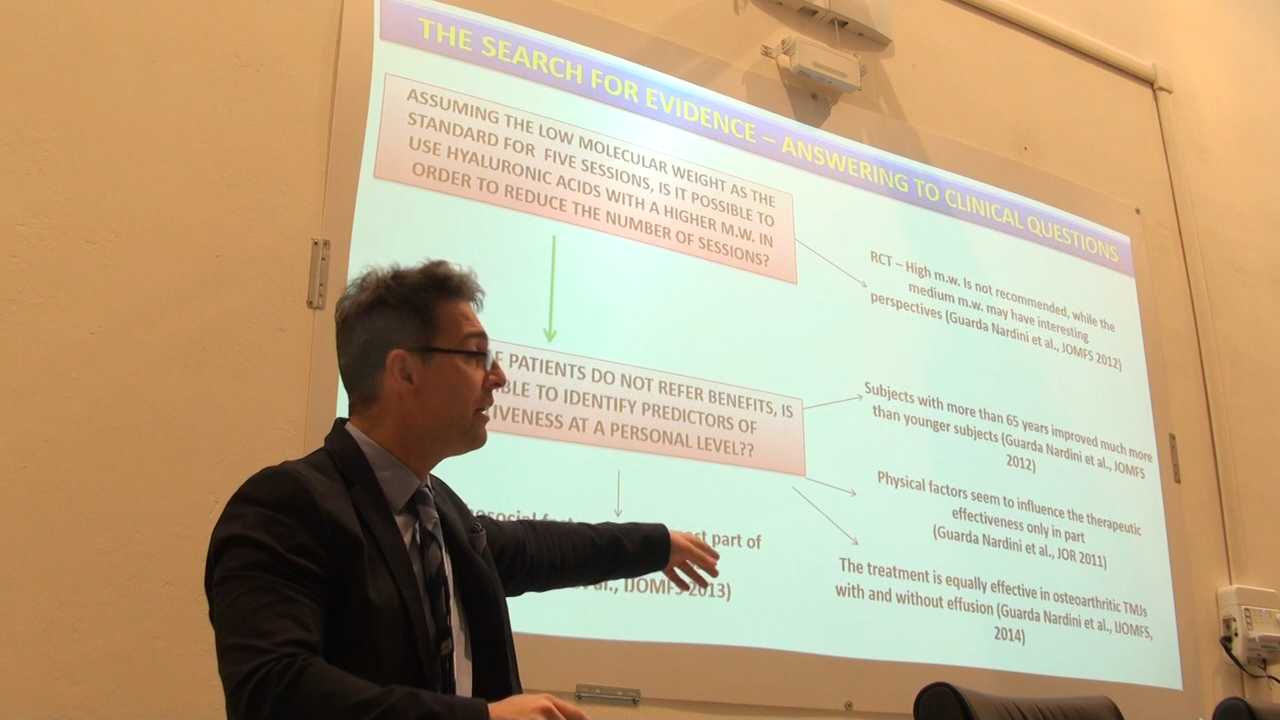 THE SEARCH FOR EVIDENCE – ANSWERING TO CLINICAL QUESTIONS
ASSUMING THE LOW MOLECULAR WEIGHT AS THE
STANDARD FOR FIVE SESSIONS, IS IT POSSIBLE TO
USE HYALURONIC ACIDS WITH A HIGHER M.W. IN
ORDER TO REDUCE THE NUMBER OF SESSIONS?
RCT – High m.w. Is not recommended, while the
medium m.w. may have interesting
perspectives (Guarda Nardini et al., JOMFS 2012)
PATIENTS DO NOT REFER BENEFITS, IS
TO IDENTIFY PREDICTORS OF
AT A PERSONAL LEVEL??
Subjects with more than 65 years improved much more
than younger subjects (Guarda Nardini et al., JOMFS
2012)
Physical factors seem to influence the therapeutic
effectiveness only in part
(Guarda Nardini et al., JOR 2011)
The treatment is equally effective in osteoarthritic TMJs
with and without effusion (Guarda Nardini et al., IJOMFS,
2014)
part of
al., IJOMFS 2013)